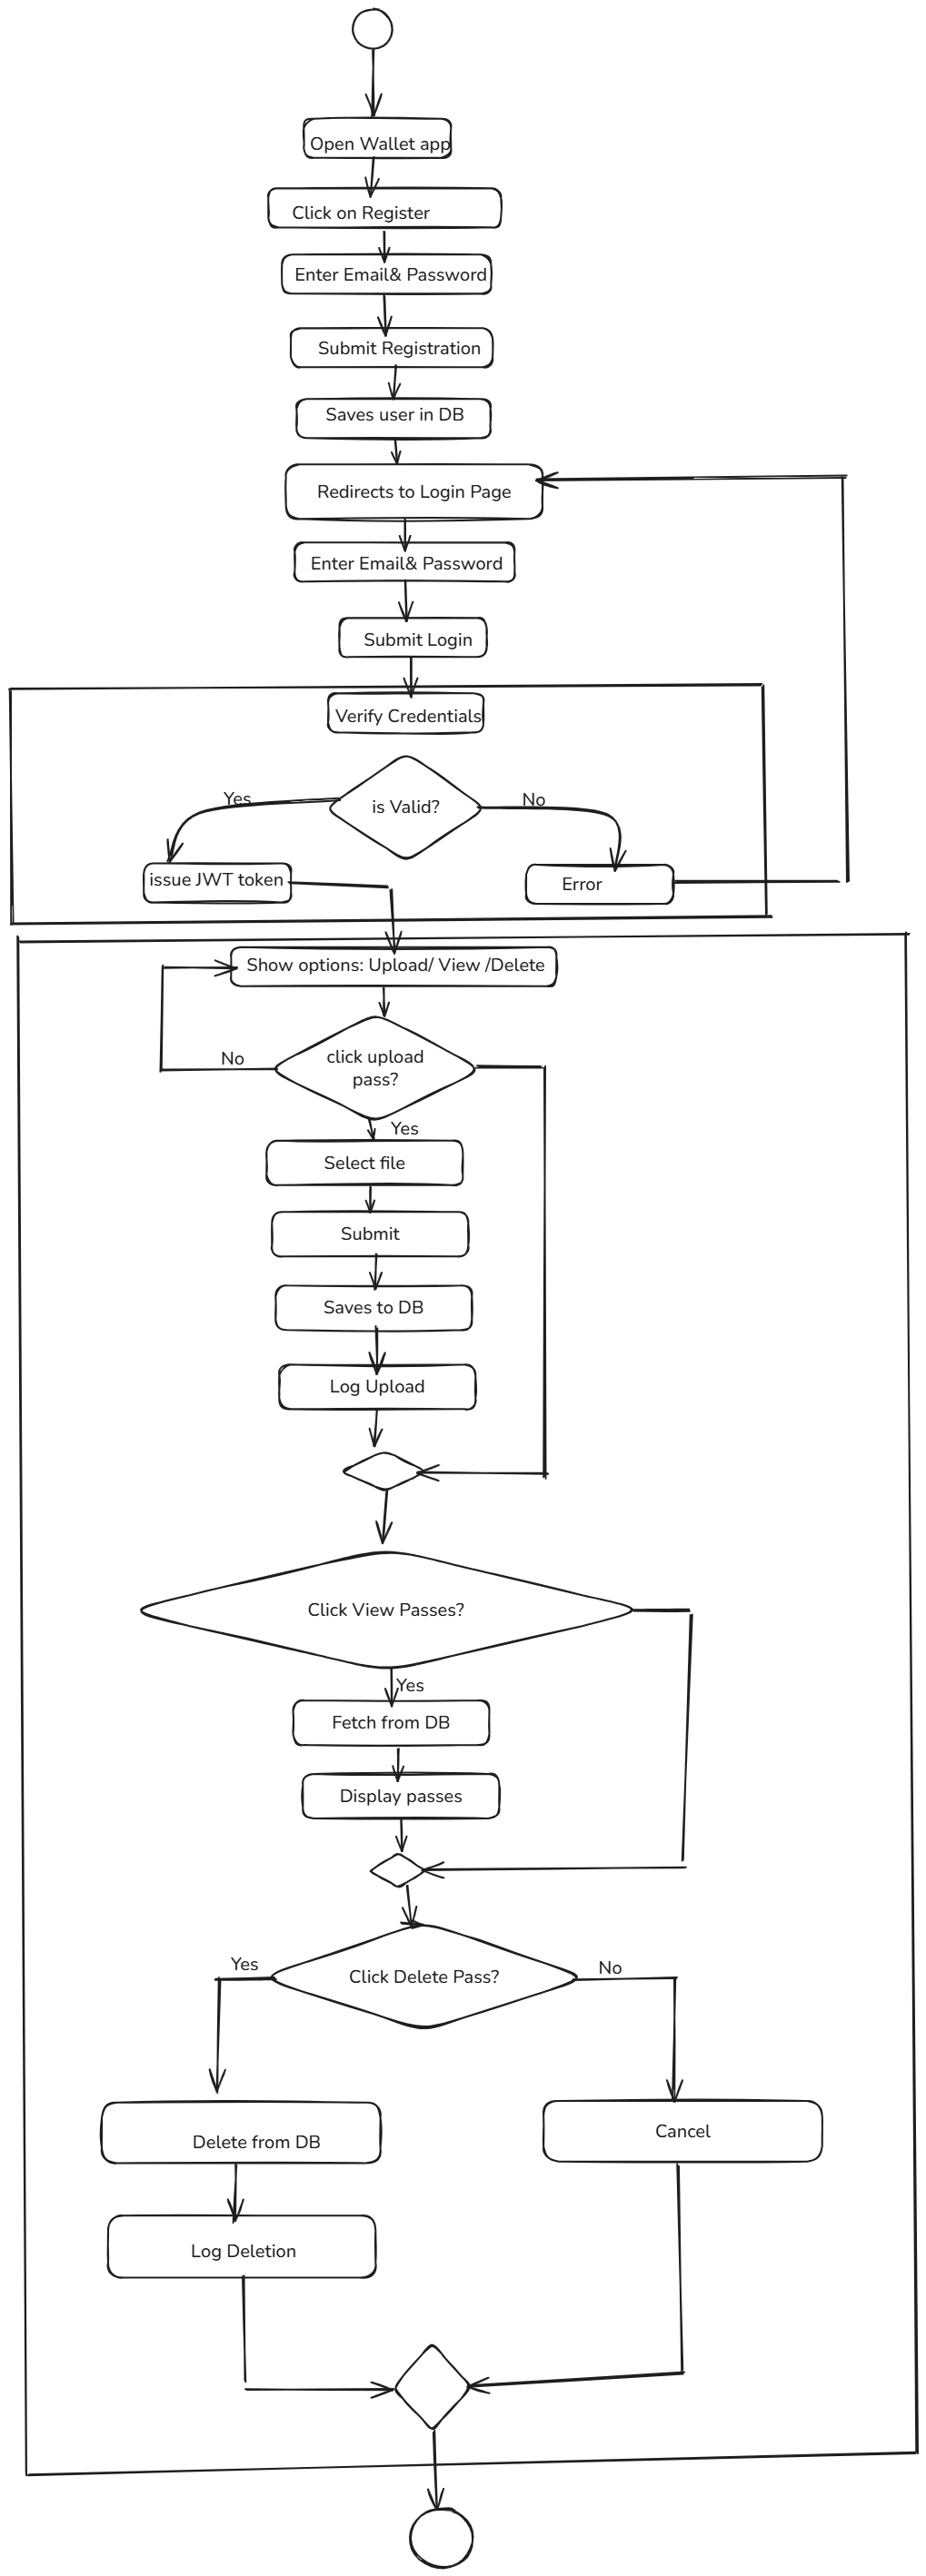 Open Wallet app
Click on Register
Enter Email& Password
Submit Registration
Saves user in DB
Redirects to Login Page
Enter Email& Password
Submit Login
Verify Credentials
Yes
is Valid?
No
issue JWT token
Error
Show options: Upload/ View /Delete
No
click upload
pass?
Yes
Select file
Submit
Saves to DB
Log Upload
Click View Passes?
Yes
Fetch from DB
Display passes
Yes
Click Delete Pass?
No
Delete from DB
Cancel
Log Deletion